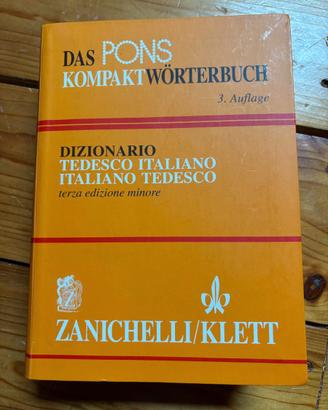 DAS PONS
KOMPAKTWÖRTERBUCH
3. Auflage
DIZIONARIO
TEDESCO ITALIANO
ITALIANO TEDESCO
terza edizione minore
Z
ZANICHELLI/KLETT